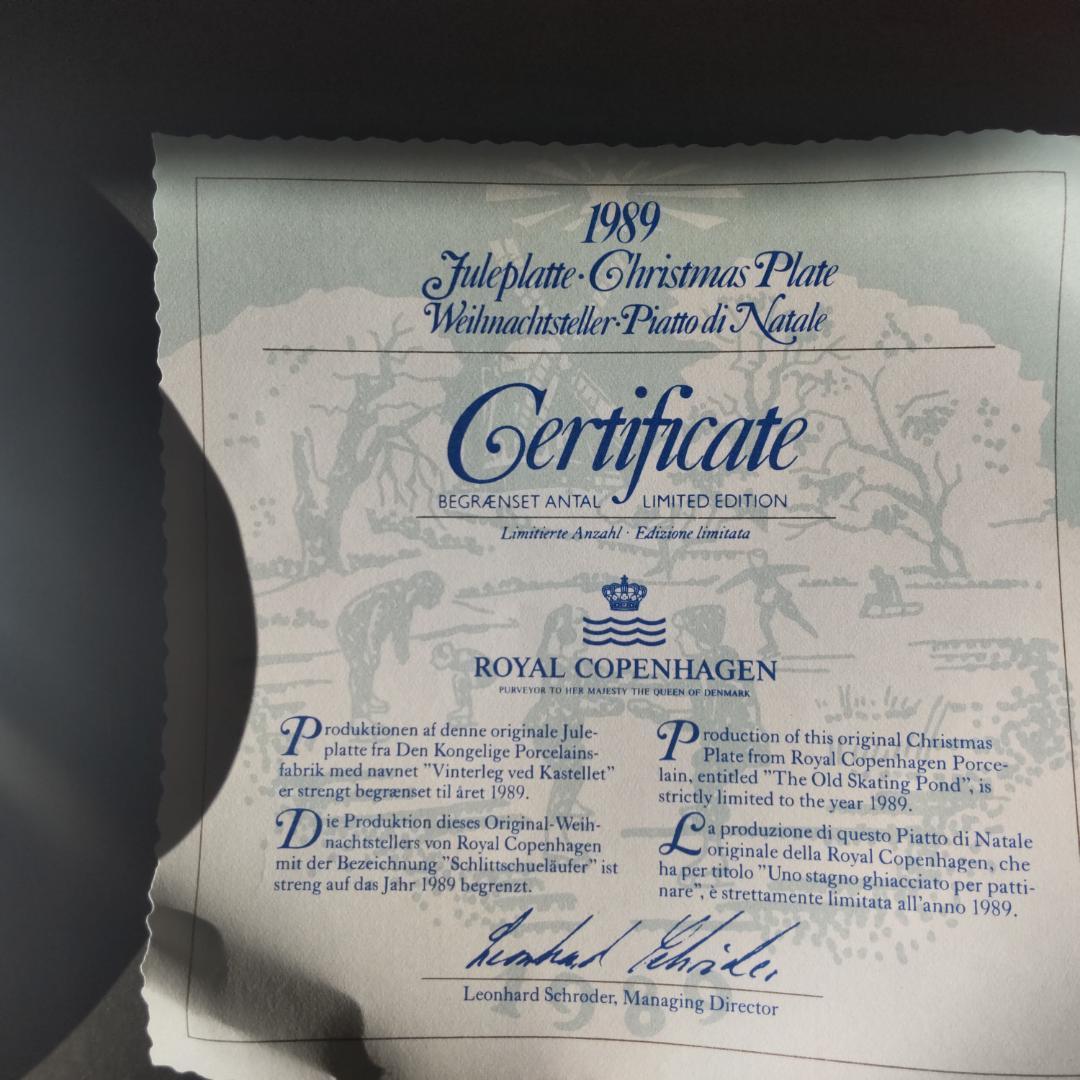 1989
Juleplatte · Christmas Plate
Weihnachtsteller · Piatto di Natale
Certificate
BEGRÆNSET ANTAL LIMITED EDITION
Limitierte Anzahl · Edizione limitata
ROYAL COPENHAGEN
PURVEYOR TO HER MAJESTY THE QUEEN OF DENMARK
Produktionen af denne originale Jule-
platte fra Den Kongelige Porcelains-
fabrik med navnet "Vinterleg ved Kastellet"
er strengt begrænset til året 1989.
Die Produktion dieses Original-Weih-
nachtstellers von Royal Copenhagen
mit der Bezeichnung "Schlittschueläufer" ist
streng auf das Jahr 1989 begrenzt.
Production of this original Christmas
Plate from Royal Copenhagen Porce-
lain, entitled "The Old Skating Pond", is
strictly limited to the year 1989.
La produzione di questo Piatto di Natale
originale della Royal Copenhagen, che
ha per titolo "Uno stagno ghiacciato per patti-
nare", è strettamente limitata all'anno 1989.
Leonhard Schrøder
Leonhard Schrøder, Managing Director
1989